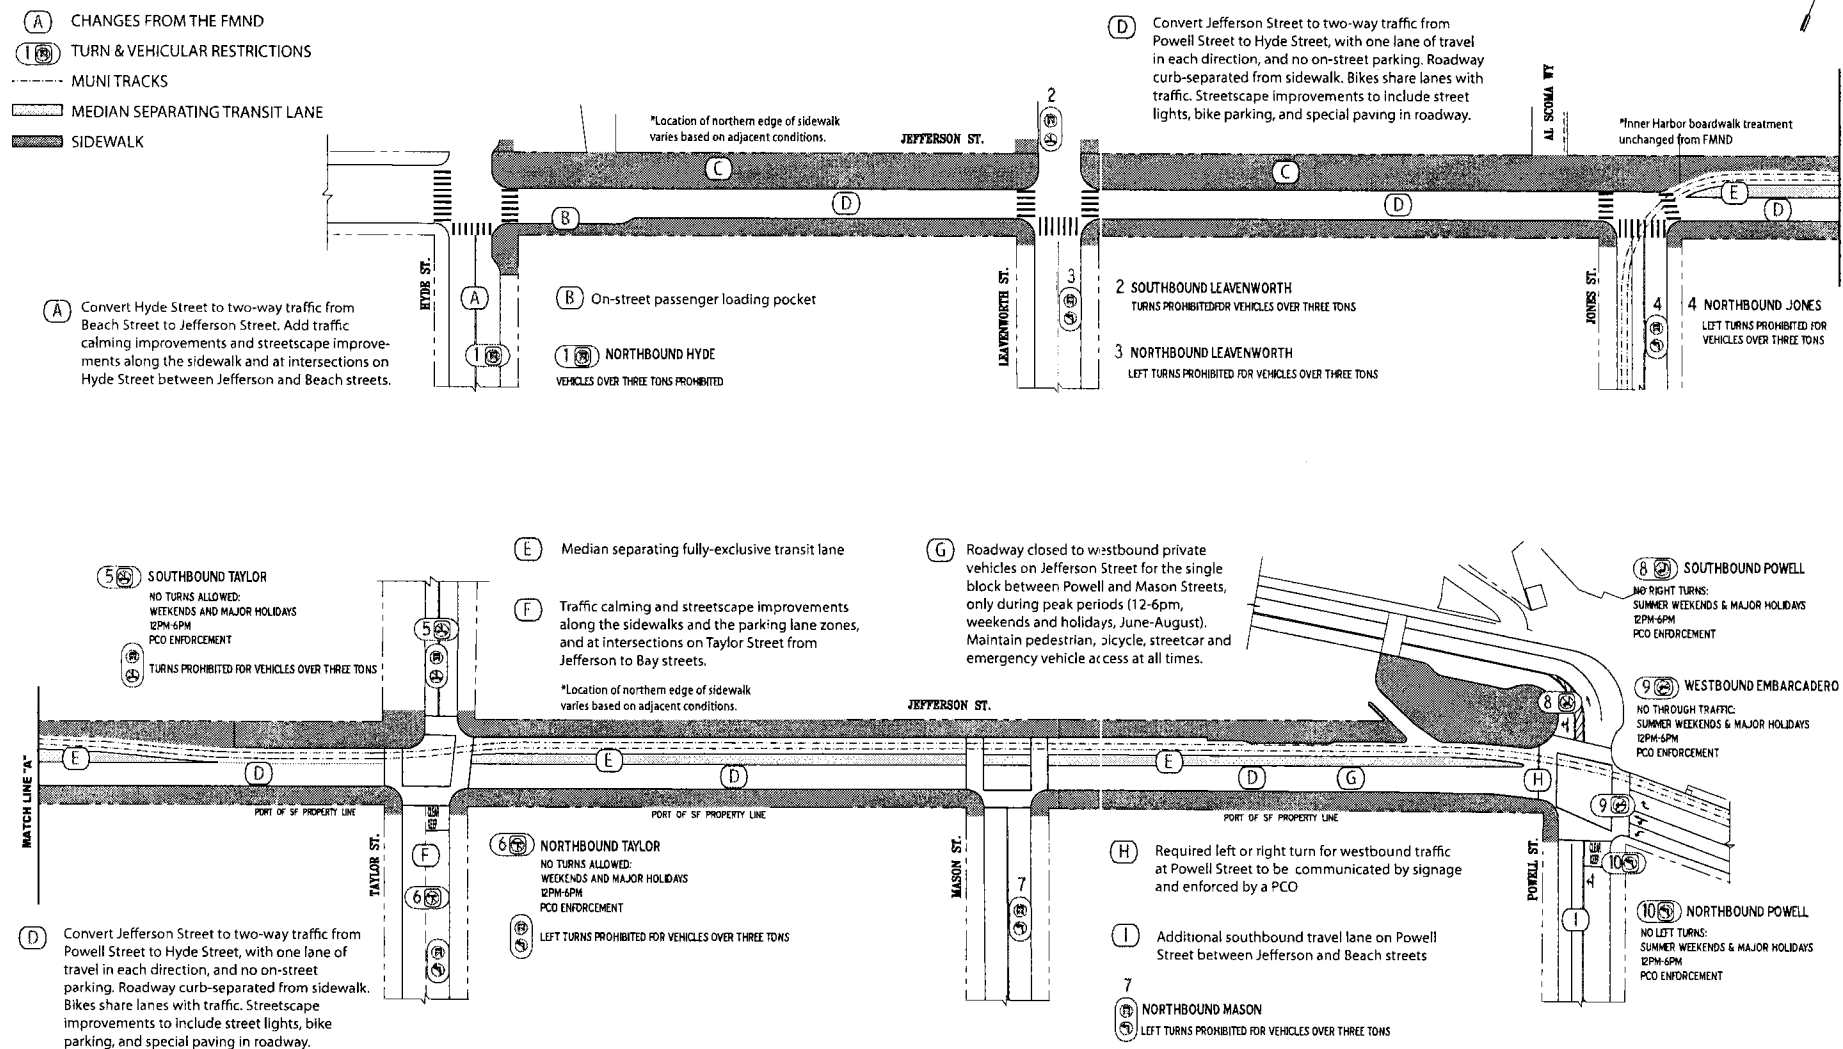 A CHANGES FROM THE FMND
1 TURN & VEHICULAR RESTRICTIONS
MUNI TRACKS
MEDIAN SEPARATING TRANSIT LANE
SIDEWALK
*Location of northern edge of sidewalk
varies based on adjacent conditions.
JEFFERSON ST.
2
D Convert Jefferson Street to two-way traffic from
Powell Street to Hyde Street, with one lane of travel
in each direction, and no on-street parking. Roadway
curb-separated from sidewalk. Bikes share lanes with
traffic. Streetscape improvements to include street
lights, bike parking, and special paving in roadway.
AL SCOMA WY
*Inner Harbor boardwalk treatment
unchanged from FMND
C
C
E
B
D
D
D
HYDE ST.
A
1
LEAVENWORTH ST.
3
JONES ST.
4
A Convert Hyde Street to two-way traffic from
Beach Street to Jefferson Street. Add traffic
calming improvements and streetscape improve-
ments along the sidewalk and at intersections on
Hyde Street between Jefferson and Beach streets.
B On-street passenger loading pocket
1 NORTHBOUND HYDE
VEHICLES OVER THREE TONS PROHIBITED
2 SOUTHBOUND LEAVENWORTH
TURNS PROHIBITEDFOR VEHICLES OVER THREE TONS
3 NORTHBOUND LEAVENWORTH
LEFT TURNS PROHIBITED FOR VEHICLES OVER THREE TONS
4 NORTHBOUND JONES
LEFT TURNS PROHIBITED FOR
VEHICLES OVER THREE TONS
5 SOUTHBOUND TAYLOR
NO TURNS ALLOWED:
WEEKENDS AND MAJOR HOLIDAYS
12PM-6PM
PCO ENFORCEMENT
TURNS PROHIBITED FOR VEHICLES OVER THREE TONS
5
E Median separating fully-exclusive transit lane
F Traffic calming and streetscape improvements
along the sidewalks and the parking lane zones,
and at intersections on Taylor Street from
Jefferson to Bay streets.
*Location of northern edge of sidewalk
varies based on adjacent conditions.
G Roadway closed to westbound private
vehicles on Jefferson Street for the single
block between Powell and Mason Streets,
only during peak periods (12-6pm,
weekends and holidays, June-August).
Maintain pedestrian, bicycle, streetcar and
emergency vehicle access at all times.
JEFFERSON ST.
8 SOUTHBOUND POWELL
NO RIGHT TURNS:
SUMMER WEEKENDS & MAJOR HOLIDAYS
12PM-6PM
PCO ENFORCEMENT
8
9 WESTBOUND EMBARCADERO
NO THROUGH TRAFFIC:
SUMMER WEEKENDS & MAJOR HOLIDAYS
12PM-6PM
PCO ENFORCEMENT
MATCH LINE "A"
E
D
E
D
E
D
G
H
9
PORT OF SF PROPERTY LINE
PORT OF SF PROPERTY LINE
PORT OF SF PROPERTY LINE
TAYLOR ST.
F
6
6 NORTHBOUND TAYLOR
NO TURNS ALLOWED:
WEEKENDS AND MAJOR HOLIDAYS
12PM-6PM
PCO ENFORCEMENT
LEFT TURNS PROHIBITED FOR VEHICLES OVER THREE TONS
MASON ST.
7
H Required left or right turn for westbound traffic
at Powell Street to be communicated by signage
and enforced by a PCO
I Additional southbound travel lane on Powell
Street between Jefferson and Beach streets
7
NORTHBOUND MASON
LEFT TURNS PROHIBITED FOR VEHICLES OVER THREE TONS
POWELL ST.
10
I
10 NORTHBOUND POWELL
NO LEFT TURNS:
SUMMER WEEKENDS & MAJOR HOLIDAYS
12PM-6PM
PCO ENFORCEMENT
D Convert Jefferson Street to two-way traffic from
Powell Street to Hyde Street, with one lane of
travel in each direction, and no on-street
parking. Roadway curb-separated from sidewalk.
Bikes share lanes with traffic. Streetscape
improvements to include street lights, bike
parking, and special paving in roadway.